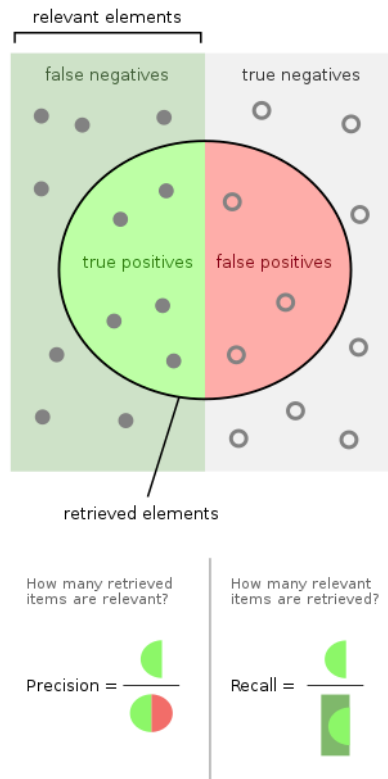 relevant elements
false negatives
true negatives
true positives
false positives
retrieved elements
How many retrieved
items are relevant?
Precision =
How many relevant
items are retrieved?
Recall =